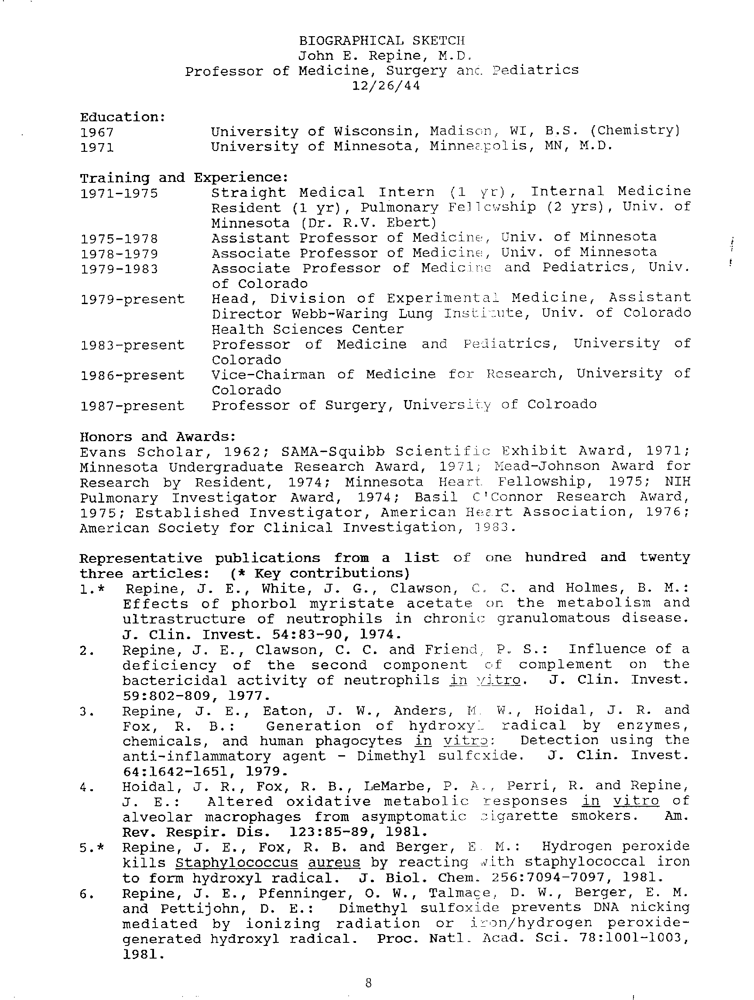 BIOGRAPHICAL SKETCH
John E. Repine, M.D.
Professor of Medicine, Surgery and Pediatrics
12/26/44
Education:
1967 University of Wisconsin, Madison, WI, B.S. (Chemistry)
1971 University of Minnesota, Minneapolis, MN, M.D.
Training and Experience:
1971-1975 Straight Medical Intern (1 yr), Internal Medicine
Resident (1 yr), Pulmonary Fellowship (2 yrs), Univ. of
Minnesota (Dr. R.V. Ebert)
1975-1978 Assistant Professor of Medicine, Univ. of Minnesota
1978-1979 Associate Professor of Medicine, Univ. of Minnesota
1979-1983 Associate Professor of Medicine and Pediatrics, Univ.
of Colorado
1979-present Head, Division of Experimental Medicine, Assistant
Director Webb-Waring Lung Institute, Univ. of Colorado
Health Sciences Center
1983-present Professor of Medicine and Pediatrics, University of
Colorado
1986-present Vice-Chairman of Medicine for Research, University of
Colorado
1987-present Professor of Surgery, University of Colroado
Honors and Awards:
Evans Scholar, 1962; SAMA-Squibb Scientific Exhibit Award, 1971;
Minnesota Undergraduate Research Award, 1971; Mead-Johnson Award for
Research by Resident, 1974; Minnesota Heart Fellowship, 1975; NIH
Pulmonary Investigator Award, 1974; Basil O'Connor Research Award,
1975; Established Investigator, American Heart Association, 1976;
American Society for Clinical Investigation, 1983.
Representative publications from a list of one hundred and twenty
three articles: (* Key contributions)
1.* Repine, J. E., White, J. G., Clawson, C. C. and Holmes, B. M.:
Effects of phorbol myristate acetate on the metabolism and
ultrastructure of neutrophils in chronic granulomatous disease.
J. Clin. Invest. 54:83-90, 1974.
2. Repine, J. E., Clawson, C. C. and Friend, P. S.: Influence of a
deficiency of the second component of complement on the
bactericidal activity of neutrophils in vitro. J. Clin. Invest.
59:802-809, 1977.
3. Repine, J. E., Eaton, J. W., Anders, M. W., Hoidal, J. R. and
Fox, R. B.: Generation of hydroxyl radical by enzymes,
chemicals, and human phagocytes in vitro: Detection using the
anti-inflammatory agent - Dimethyl sulfoxide. J. Clin. Invest.
64:1642-1651, 1979.
4. Hoidal, J. R., Fox, R. B., LeMarbe, P. A., Perri, R. and Repine,
J. E.: Altered oxidative metabolic responses in vitro of
alveolar macrophages from asymptomatic cigarette smokers. Am.
Rev. Respir. Dis. 123:85-89, 1981.
5.* Repine, J. E., Fox, R. B. and Berger, E. M.: Hydrogen peroxide
kills Staphylococcus aureus by reacting with staphylococcal iron
to form hydroxyl radical. J. Biol. Chem. 256:7094-7097, 1981.
6. Repine, J. E., Pfenninger, O. W., Talmage, D. W., Berger, E. M.
and Pettijohn, D. E.: Dimethyl sulfoxide prevents DNA nicking
mediated by ionizing radiation or iron/hydrogen peroxide-
generated hydroxyl radical. Proc. Natl. Acad. Sci. 78:1001-1003,
1981.
8